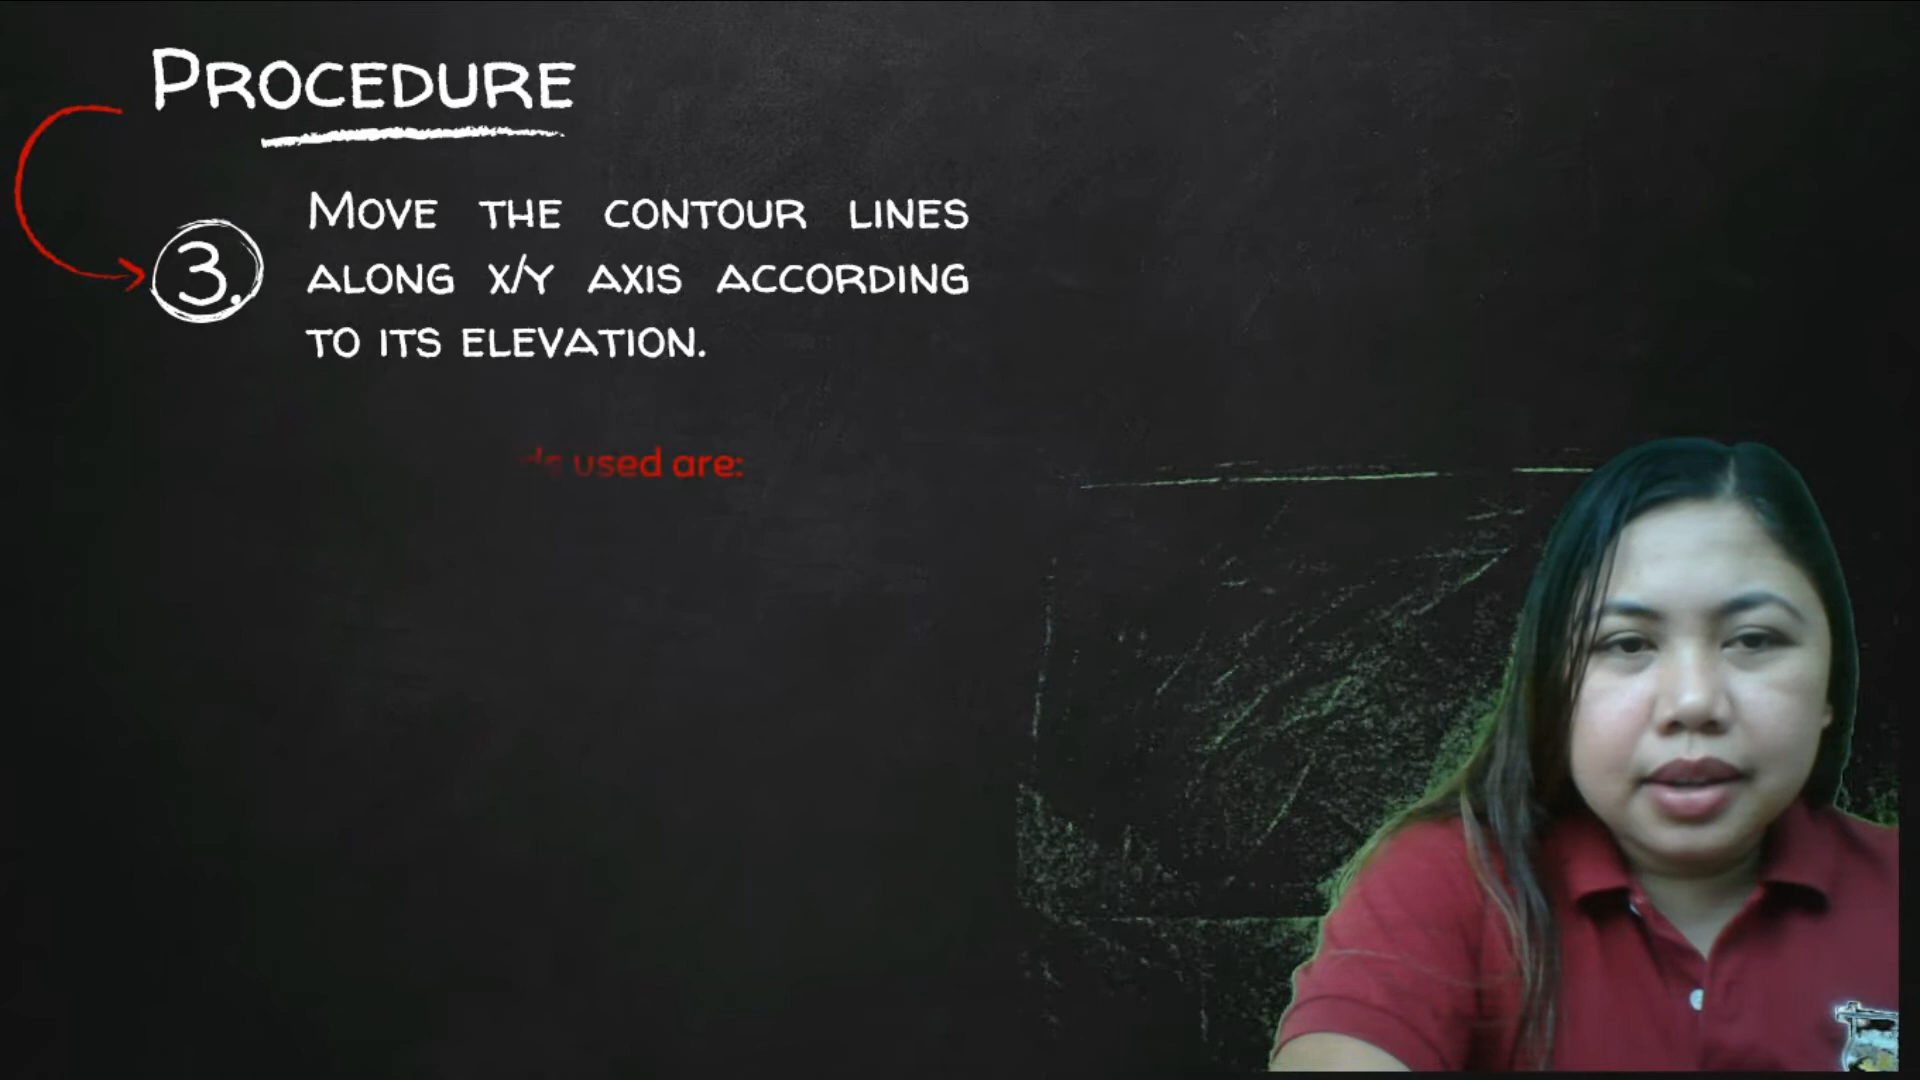 PROCEDURE
3.
MOVE THE CONTOUR LINES
ALONG X/Y AXIS ACCORDING
TO ITS ELEVATION.
used are: